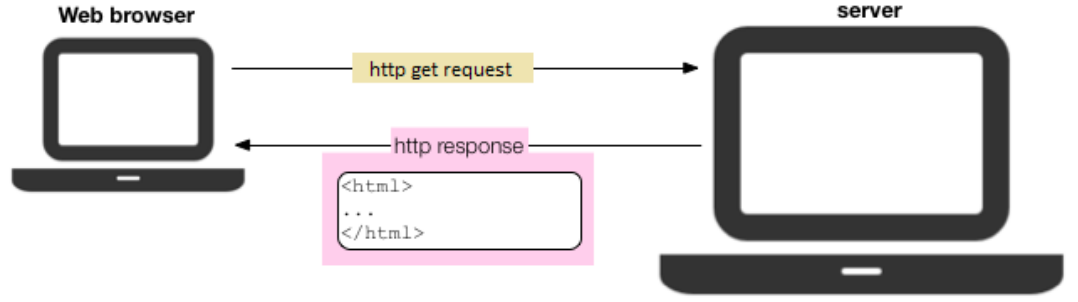 Web browser
server
http get request
http response
<html>
...
</html>